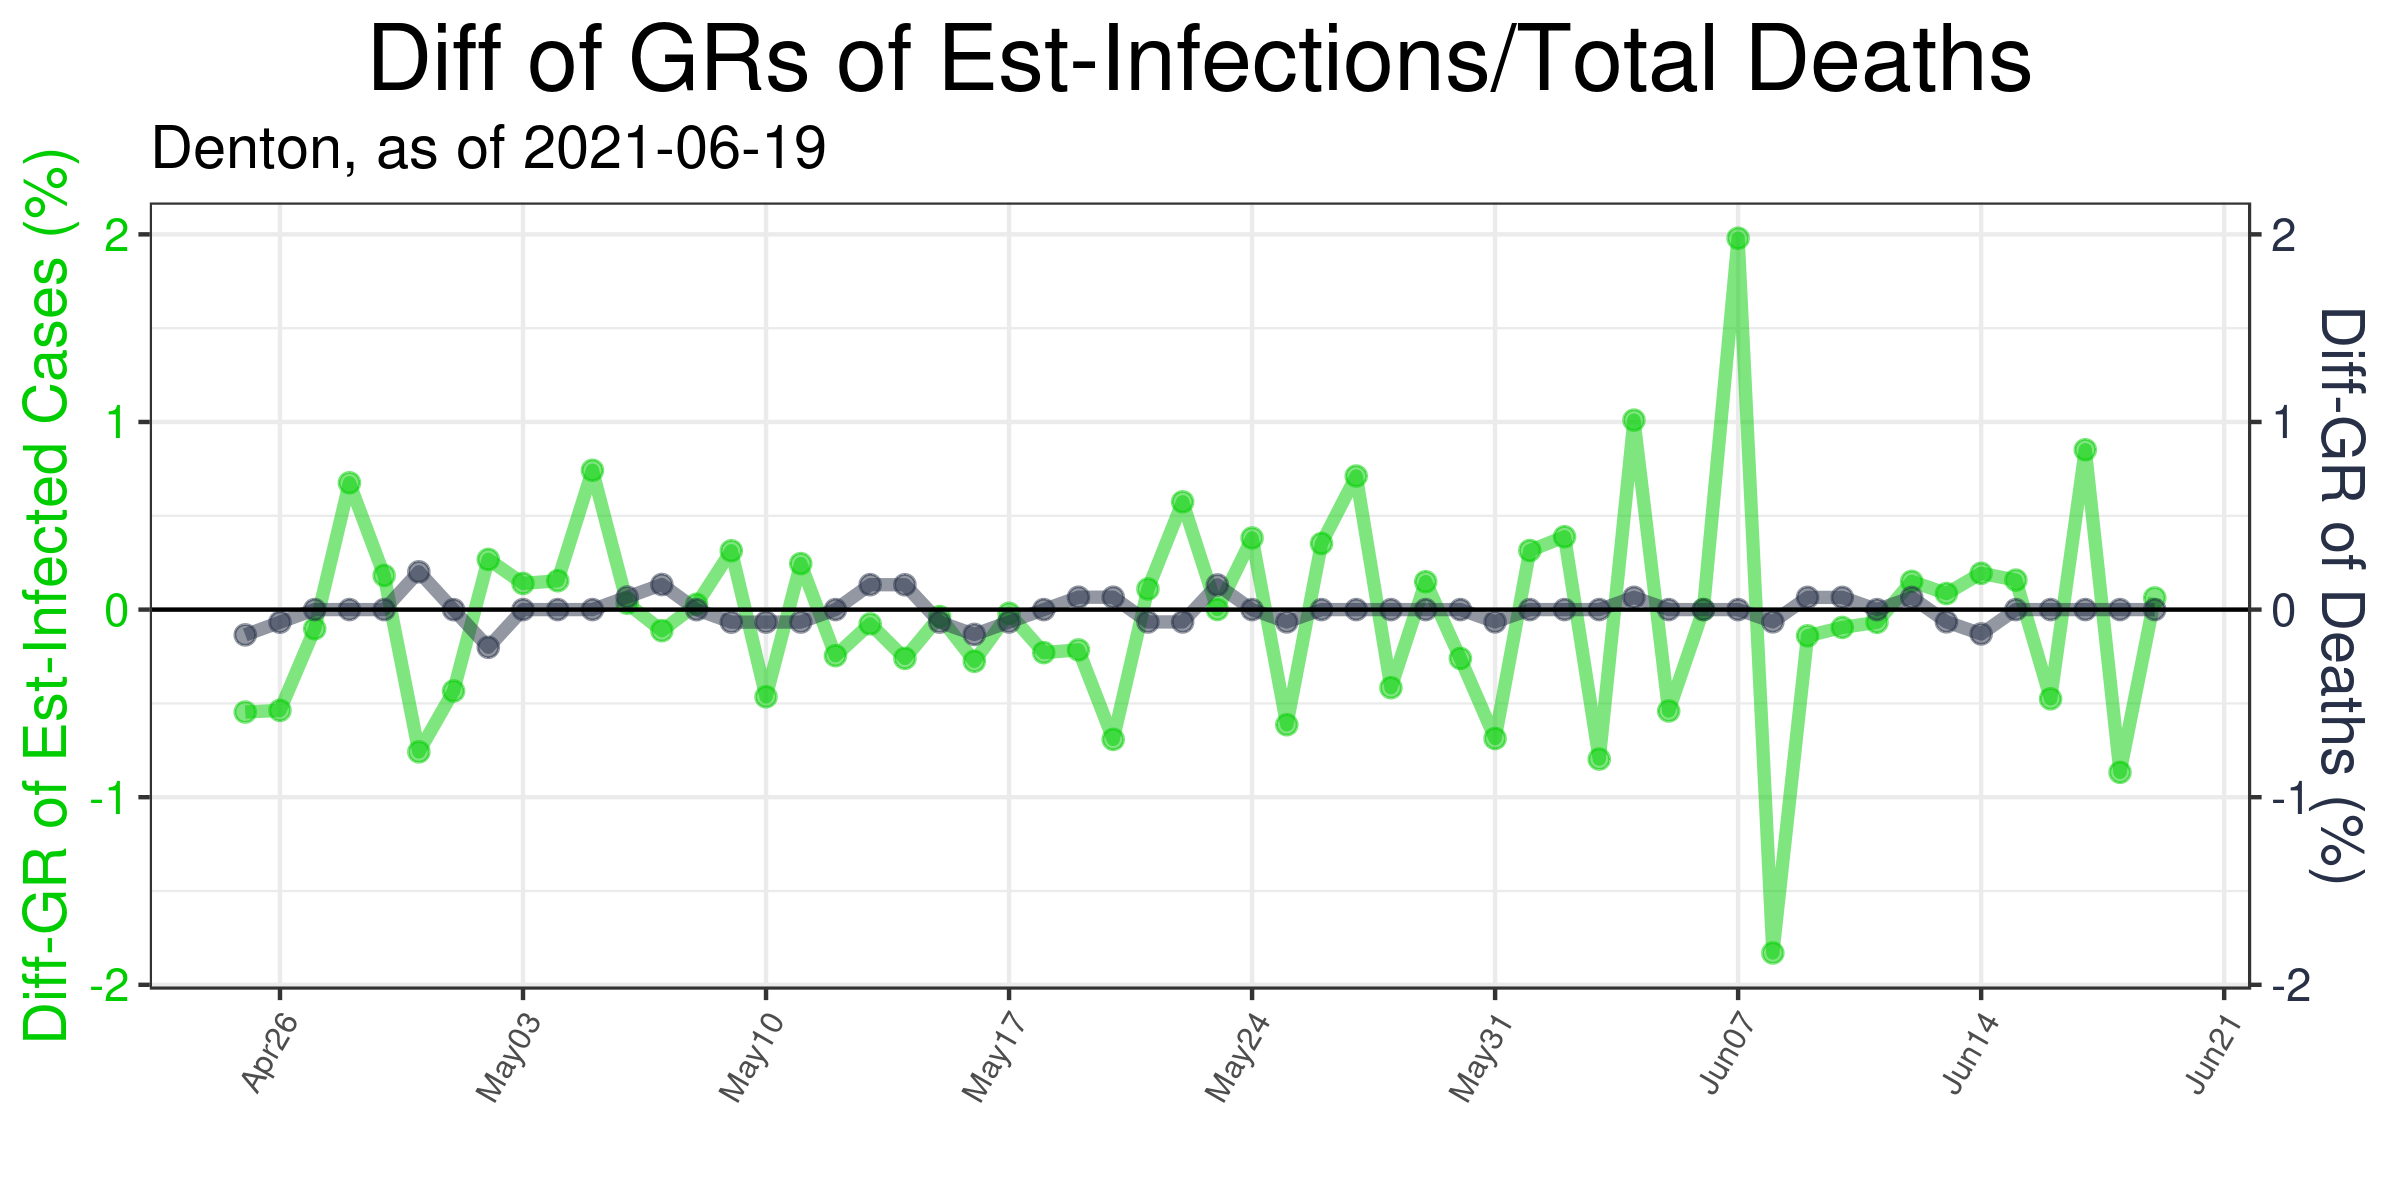 Diff of GRs of Est-Infections/Total Deaths
Denton, as of 2021-06-19
Diff-GR of Est-Infected Cases (%)
2
1
0
-1
-2
2
1
0
-1
-2
Diff-GR of Deaths (%)
Apr26
May03
May10
May17
May24
May31
Jun07
Jun14
Jun21